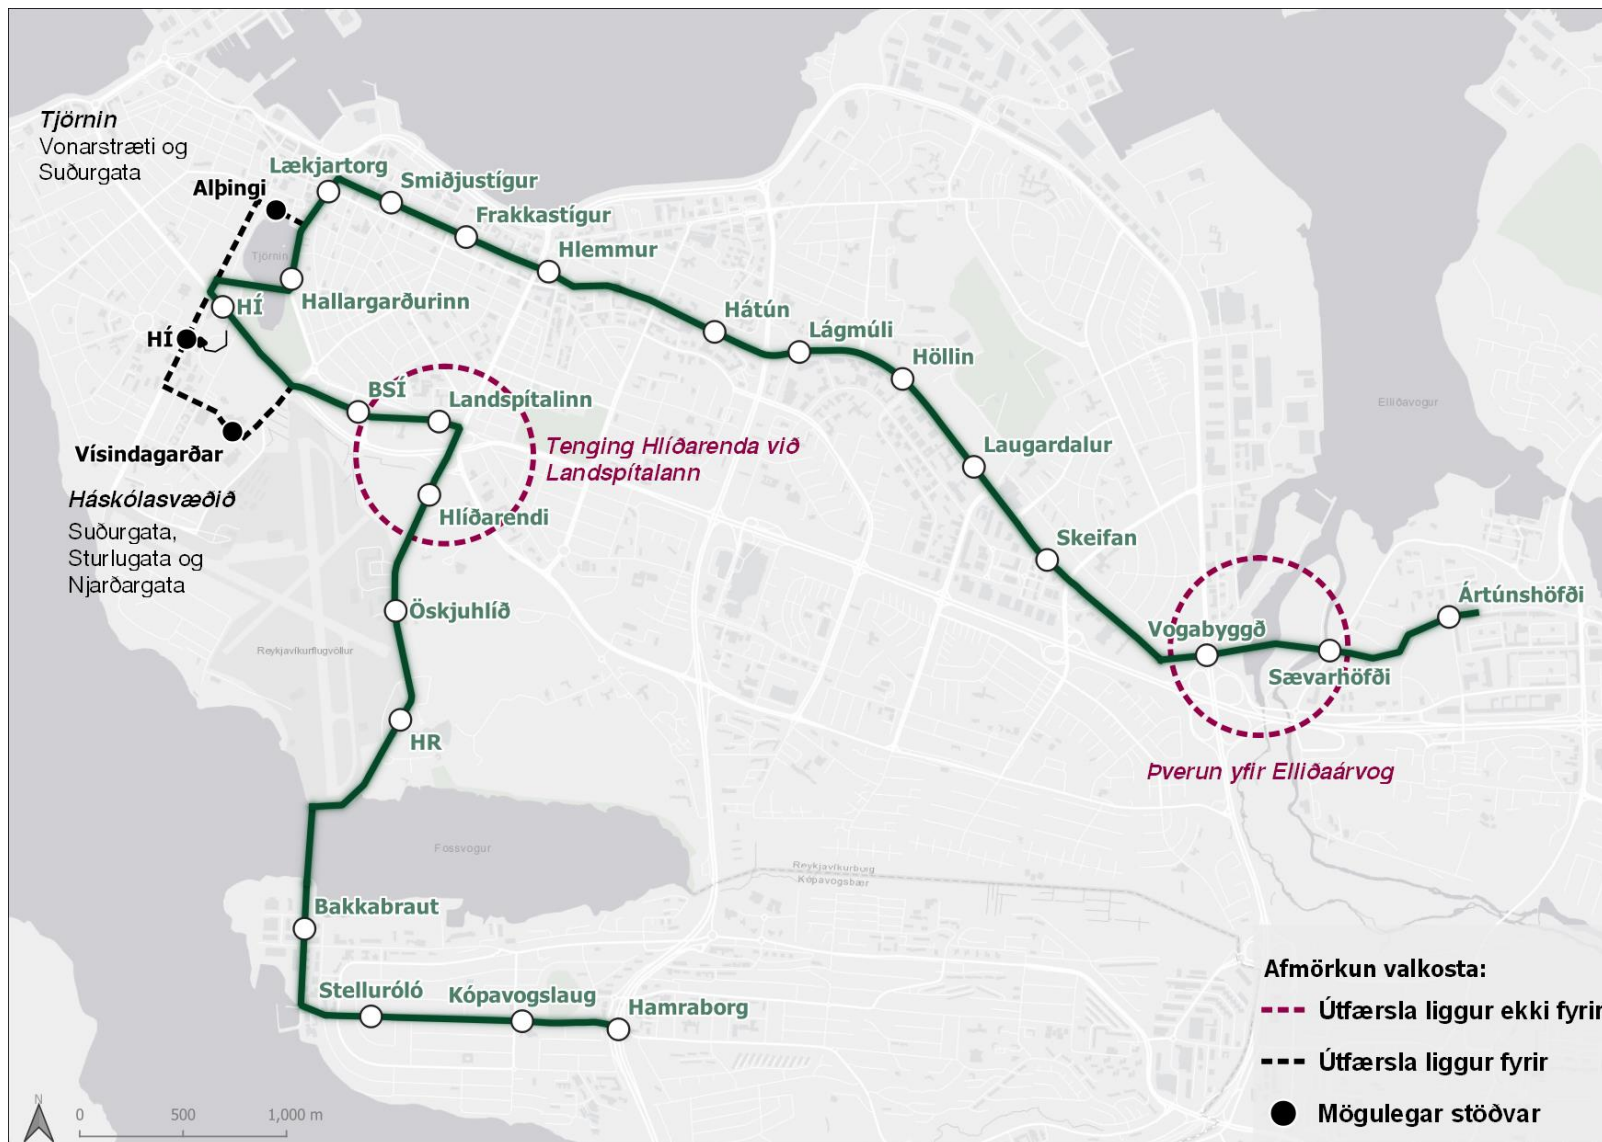 Tjörnin
Vonarstræti og
Suðurgata
Alþingi
Lækjartorg
Smiðjustígur
Frakkastígur
Hlemmur
Tjörnin
Hallargarðurinn
HÍ
HÍ
Hátún
Lágmúli
Höllin
Elliðavogur
BSÍ
Landspítalinn
Vísindagarðar
Tenging Hlíðarenda við
Landspítalann
Laugardalur
Háskólasvæðið
Suðurgata,
Sturlugata og
Njarðargata
Hlíðarendi
Skeifan
Öskjuhlíð
Ártúnshöfði
Vogabyggð
Reykjavíkurflugvöllur
Sævarhöfði
HR
Þverun yfir Elliðaárvog
Fossvogur
Reykjavíkurborg
Kópavogsbær
Bakkabraut
Stelluróló
Kópavogslaug
Hamraborg
Afmörkun valkosta:
Útfærsla liggur ekki fyrir
Útfærsla liggur fyrir
Mögulegar stöðvar
N
0 500 1,000 m